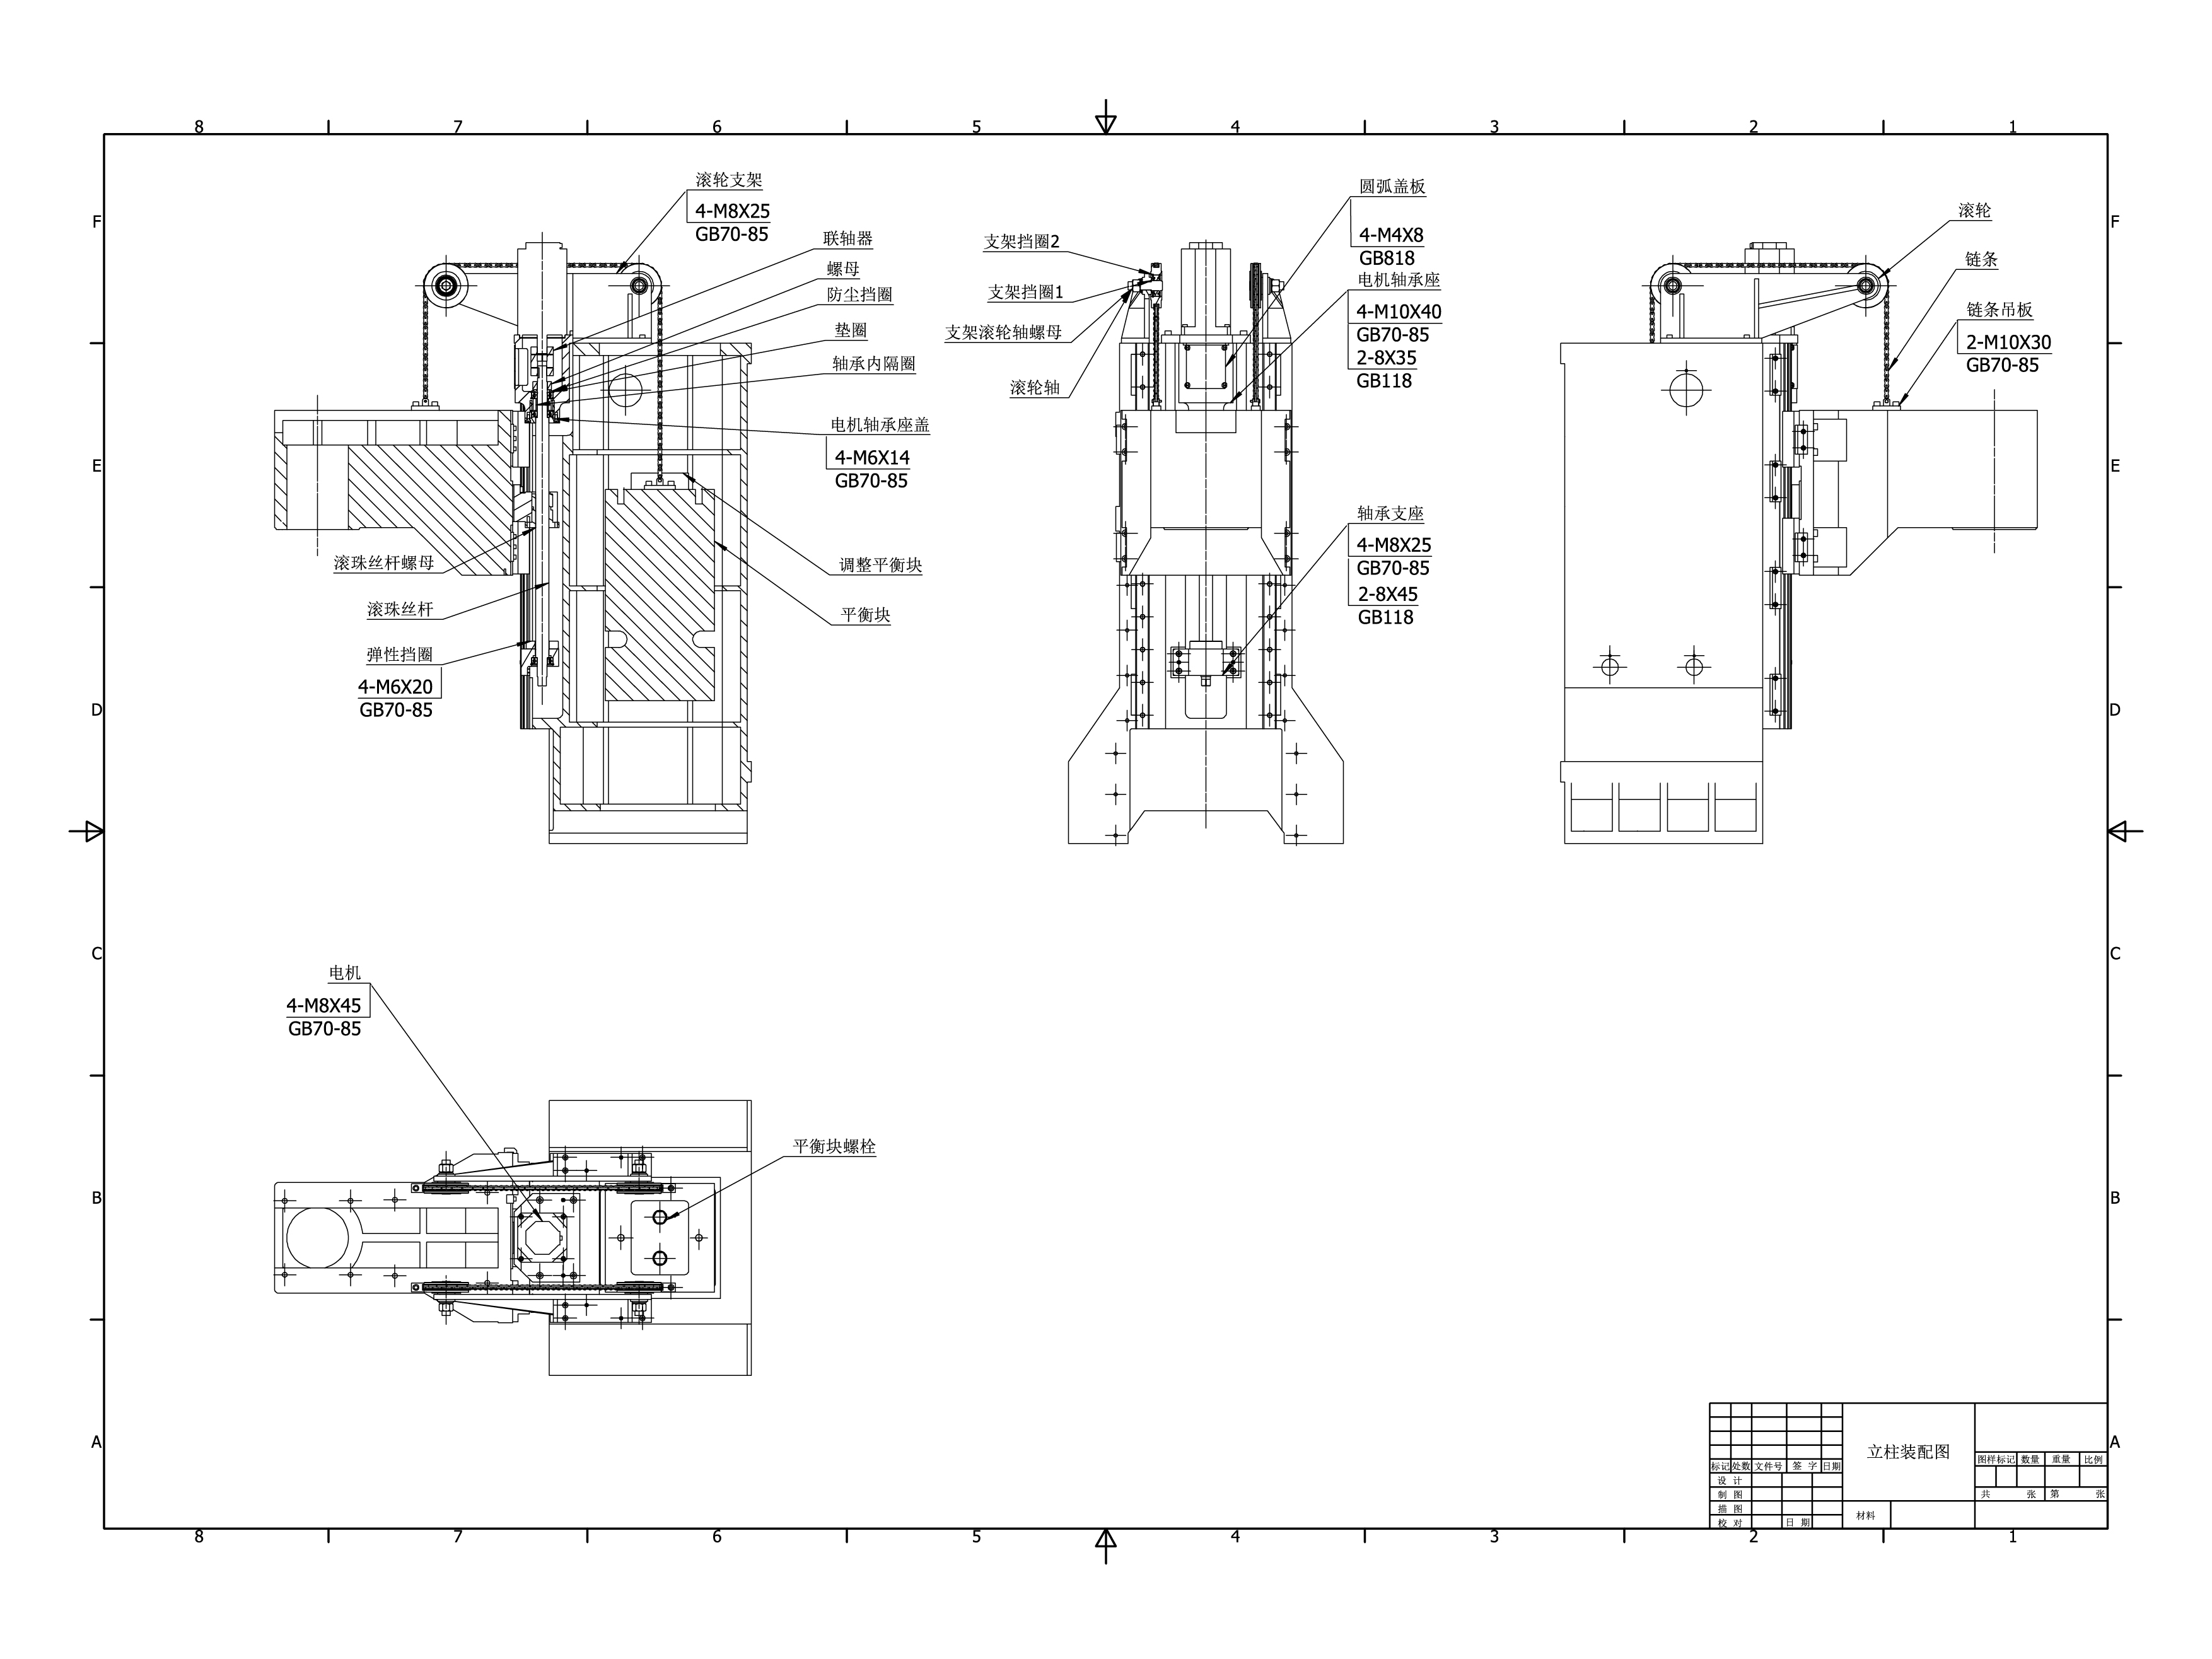 8 7 6 5 4 3 2 1
F
F
E
E
D
D
C
C
B
B
A
A
滚轮支架
4-M8X25
GB70-85
联轴器
螺母
防尘挡圈
垫圈
轴承内隔圈
电机轴承座盖
4-M6X14
GB70-85
滚珠丝杆螺母
滚珠丝杆
弹性挡圈
4-M6X20
GB70-85
调整平衡块
平衡块
支架挡圈2
支架挡圈1
支架滚轮轴螺母
滚轮轴
圆弧盖板
4-M4X8
GB818
电机轴承座
4-M10X40
GB70-85
2-8X35
GB118
轴承支座
4-M8X25
GB70-85
2-8X45
GB118
滚轮
链条
链条吊板
2-M10X30
GB70-85
电机
4-M8X45
GB70-85
平衡块螺栓
标记 处数 文件号 签 字 日期
设 计
制 图
描 图
校 对 日 期
立柱装配图
材料
图样标记 数量 重量 比例
共 张 第 张
8 7 6 5 4 3 2 1